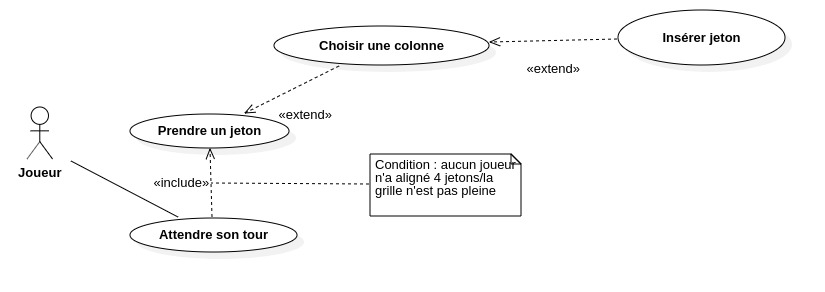 Choisir une colonne
Insérer jeton
«extend»
«extend»
Prendre un jeton
Joueur
«include»
Condition : aucun joueur
n'a aligné 4 jetons/la
grille n'est pas pleine
Attendre son tour